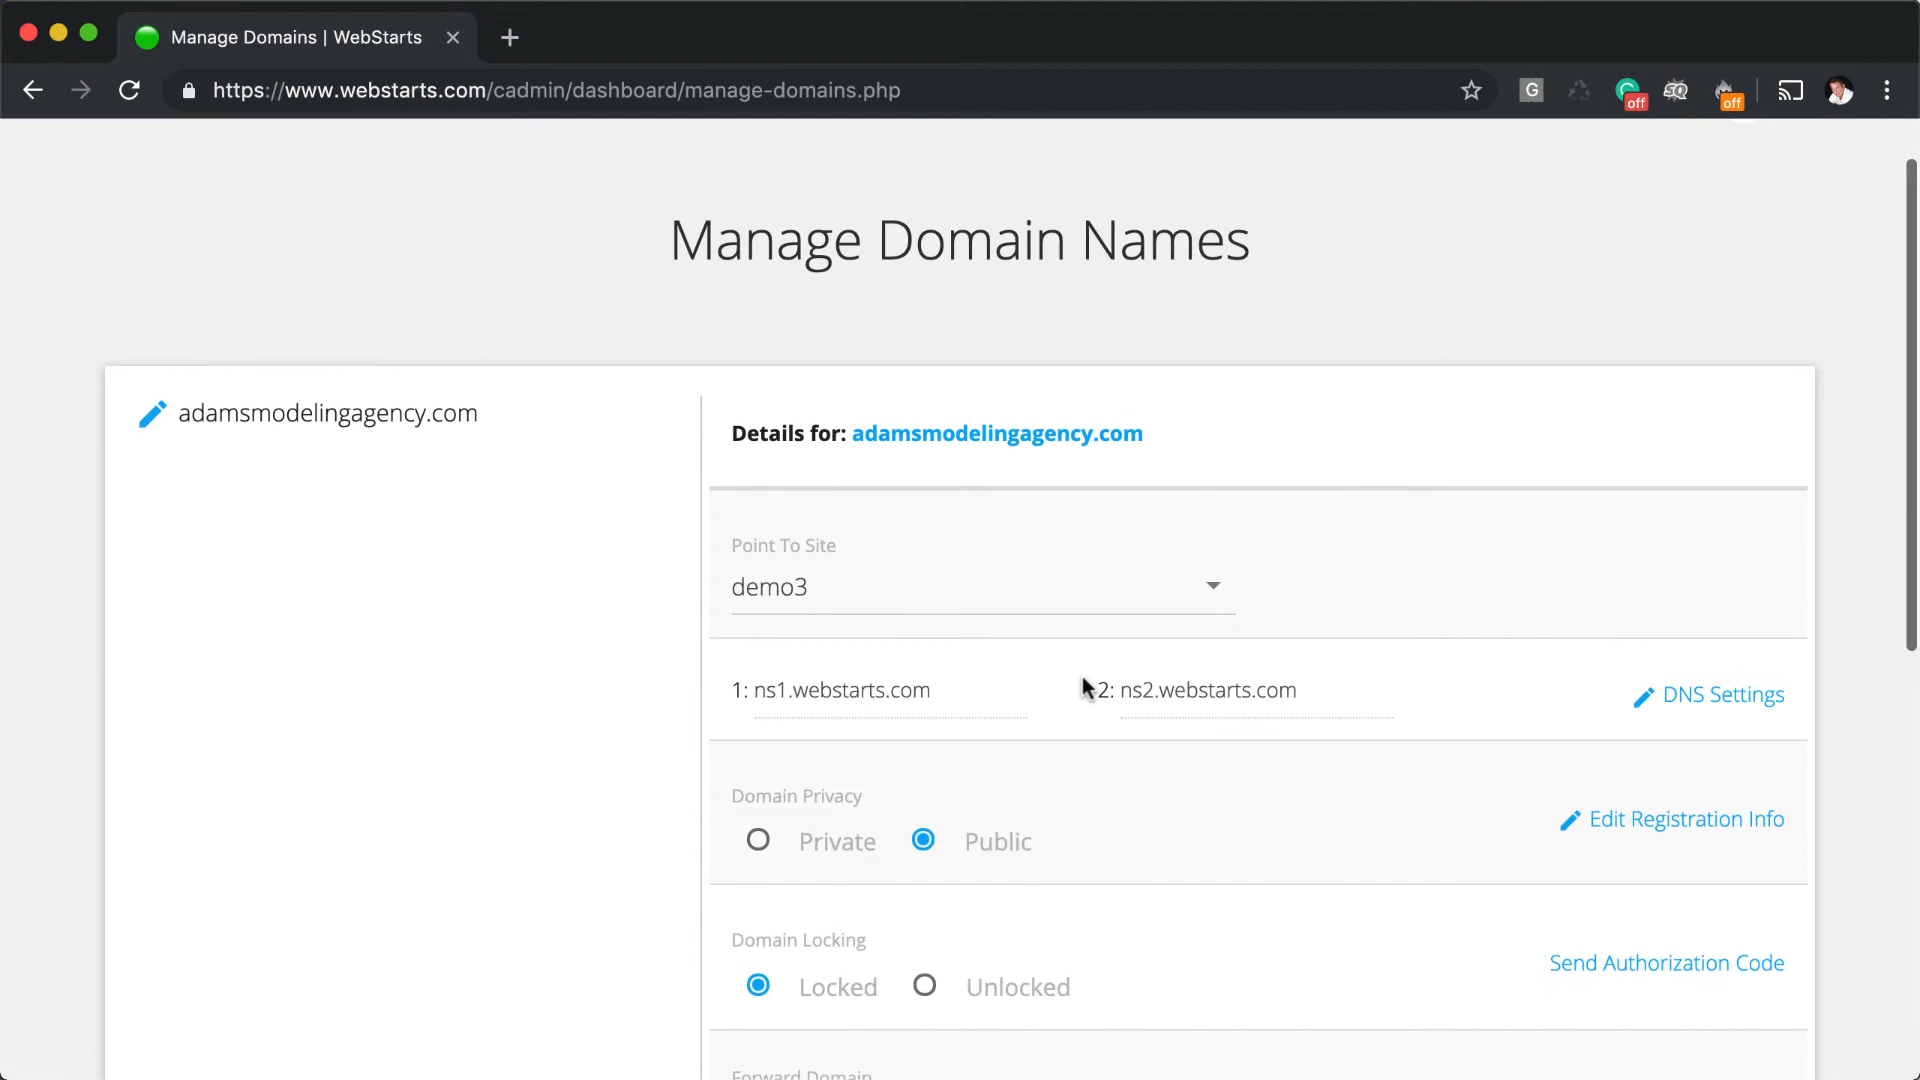 Manage Domains | WebStarts
https://www.webstarts.com/cadmin/dashboard/manage-domains.php
G
off
off
Manage Domain Names
adamsmodelingagency.com
Details for: adamsmodelingagency.com
Point To Site
demo3
1: ns1.webstarts.com
2: ns2.webstarts.com
DNS Settings
Domain Privacy
Private
Public
Edit Registration Info
Domain Locking
Locked
Unlocked
Send Authorization Code
Forward Domain